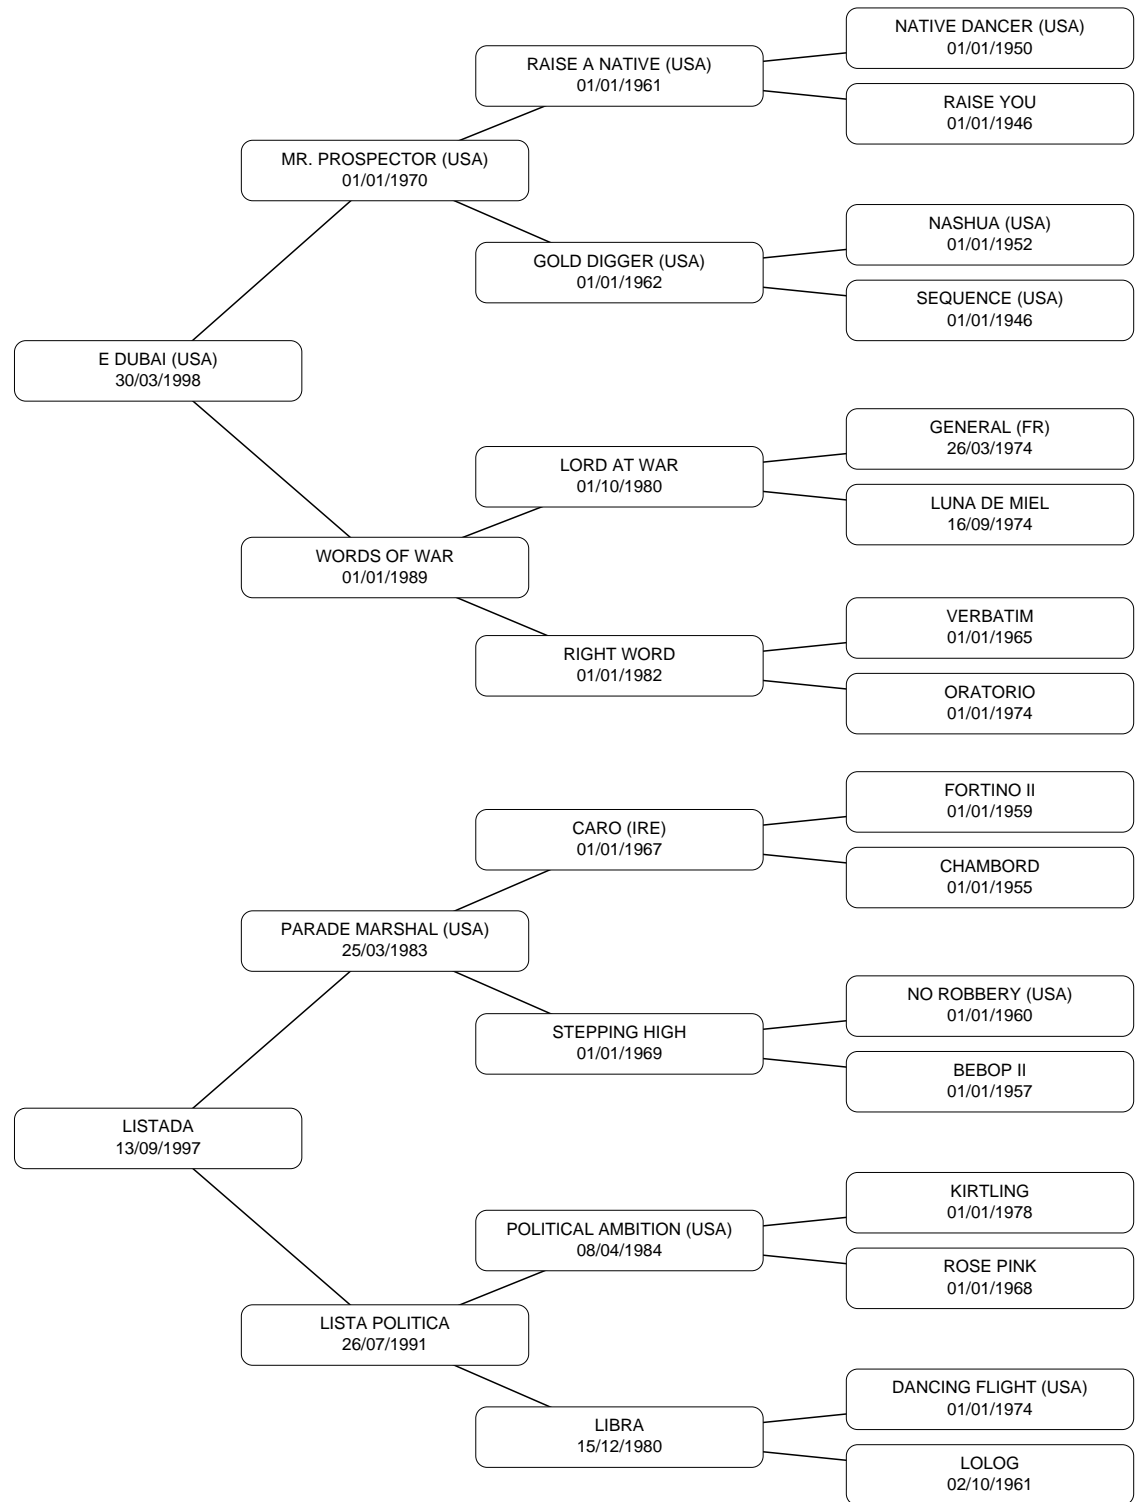 NATIVE DANCER (USA)
01/01/1950
RAISE A NATIVE (USA)
01/01/1961
RAISE YOU
01/01/1946
MR. PROSPECTOR (USA)
01/01/1970
NASHUA (USA)
01/01/1952
GOLD DIGGER (USA)
01/01/1962
SEQUENCE (USA)
01/01/1946
E DUBAI (USA)
30/03/1998
GENERAL (FR)
26/03/1974
LORD AT WAR
01/10/1980
LUNA DE MIEL
16/09/1974
WORDS OF WAR
01/01/1989
VERBATIM
01/01/1965
RIGHT WORD
01/01/1982
ORATORIO
01/01/1974
FORTINO II
01/01/1959
CARO (IRE)
01/01/1967
CHAMBORD
01/01/1955
PARADE MARSHAL (USA)
25/03/1983
NO ROBBERY (USA)
01/01/1960
STEPPING HIGH
01/01/1969
BEBOP II
01/01/1957
LISTADA
13/09/1997
KIRTLING
01/01/1978
POLITICAL AMBITION (USA)
08/04/1984
ROSE PINK
01/01/1968
LISTA POLITICA
26/07/1991
DANCING FLIGHT (USA)
01/01/1974
LIBRA
15/12/1980
LOLOG
02/10/1961